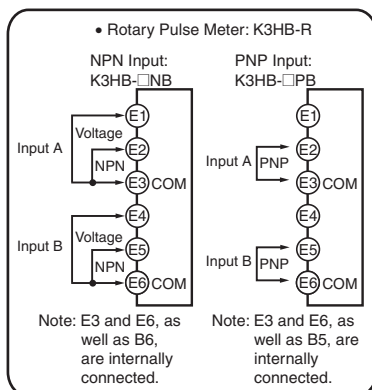 • Rotary Pulse Meter: K3HB-R
NPN Input:
K3HB-□NB
E1
Voltage
E2
Input A
NPN
E3 COM
E4
Voltage
Input B
E5
NPN
E6 COM
Note: E3 and E6, as
well as B6,
are internally
connected.
PNP Input:
K3HB-□PB
E1
E2
Input A
PNP
E3 COM
E4
E5
Input B
PNP
E6 COM
Note: E3 and E6, as
well as B5, are
internally
connected.